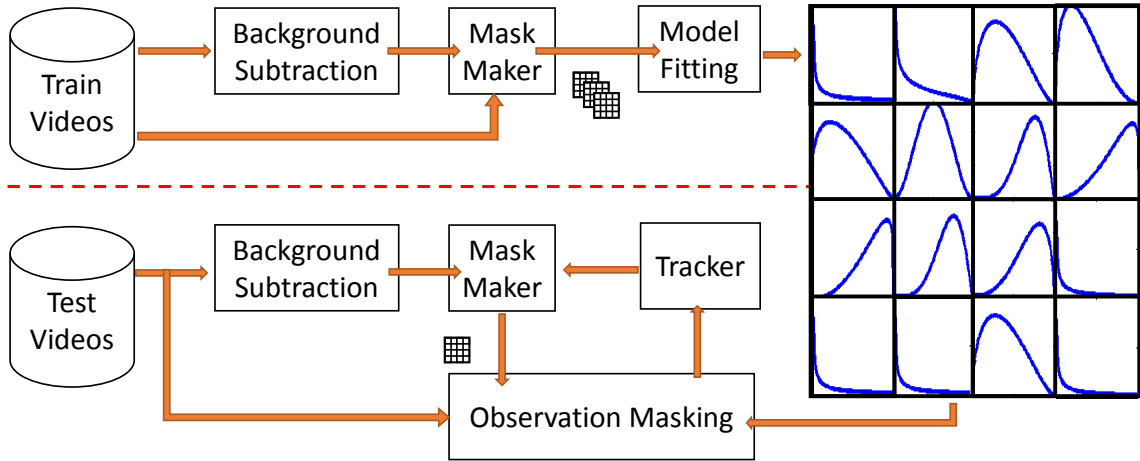 Train
Videos
Background
Subtraction
Mask
Maker
Model
Fitting
Test
Videos
Background
Subtraction
Mask
Maker
Tracker
Observation Masking